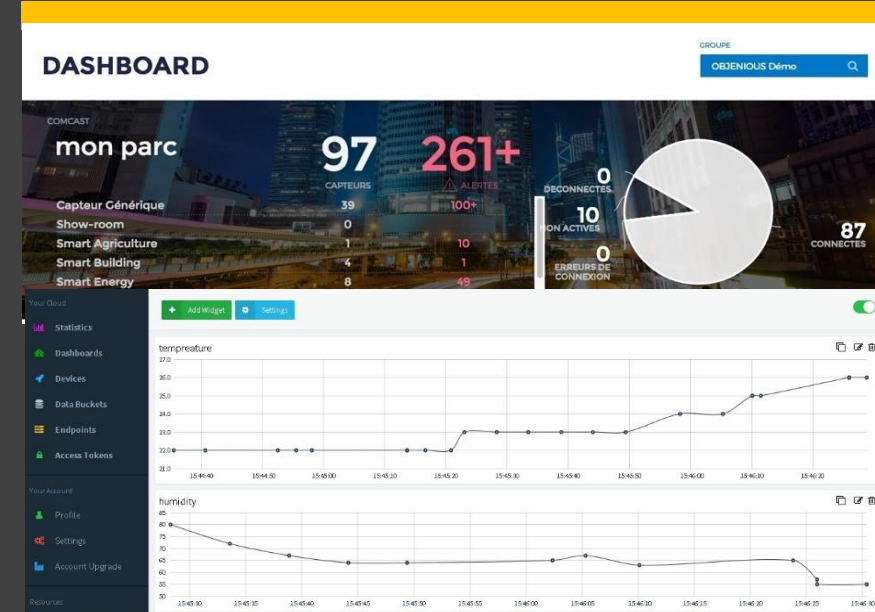 GROUPE
DASHBOARD
OBJENIOUS Démo
COMCAST
mon parc
97
CAPTEURS
261+
ALERTES
0
DECONNECTES
10
NON ACTIVES
0
ERREURS DE
CONNEXION
87
CONNECTES
Capteur Générique 39 100+
Show-room 0
Smart Agriculture 1 10
Smart Building 4 1
Smart Energy 8 49
Your Cloud
Statistics
Dashboards
Devices
Data Buckets
Endpoints
Access Tokens
Your Account
Profile
Settings
Account Upgrade
Resources
Add Widget
Settings
tempreature
27.0
26.0
25.0
24.0
23.0
22.0
21.0
15:44:40 15:44:50 15:45:00 15:45:10 15:45:20 15:45:30 15:45:40 15:45:50 15:46:00 15:46:10 15:46:20
humidity
85
80
75
70
65
60
55
50
15:45:30 15:45:35 15:45:40 15:45:45 15:45:50 15:45:55 15:46:00 15:46:05 15:46:10 15:46:15 15:46:20 15:46:25 15:46:30